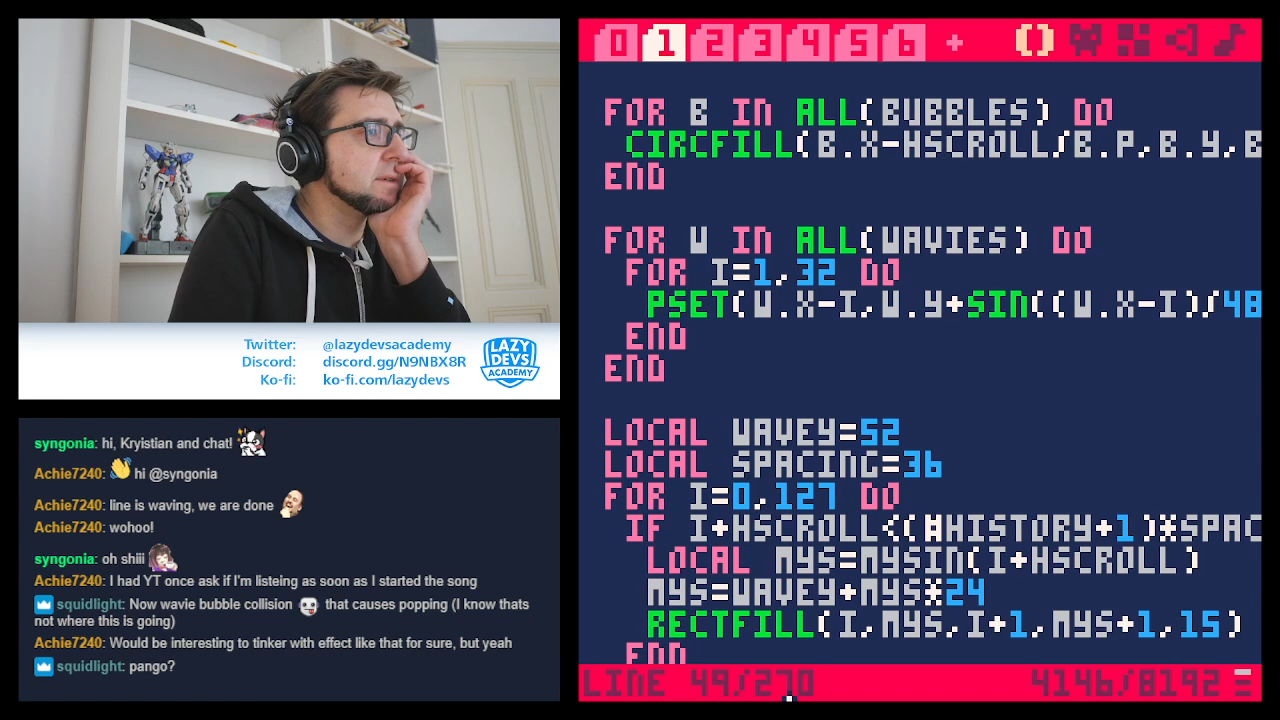 Twitter: @lazydevsacademy
Discord: discord.gg/N9NBX8R
Ko-fi: ko-fi.com/lazydevs
LAZY
DEVS
ACADEMY
syngonia: hi, Kryistian and chat!
Achie7240: hi @syngonia
Achie7240: line is waving, we are done
Achie7240: wohoo!
syngonia: oh shiii
Achie7240: I had YT once ask if I'm listeing as soon as I started the song
squidlight: Now wavie bubble collision that causes popping (I know thats
not where this is going)
Achie7240: Would be interesting to tinker with effect like that for sure, but yeah
squidlight: pango?
0 1 2 3 4 5 6 + ()
FOR B IN ALL(BUBBLES) DO
CIRCFILL(B.X-HSCROLL/B.P,B.Y,B
END
FOR W IN ALL(WAVIES) DO
FOR I=1,32 DO
PSET(W.X-I,W.Y+SIN((W.X-I)/48
END
END
LOCAL WAVEY=52
LOCAL SPACING=36
FOR I=0,127 DO
IF I+HSCROLL<((#HISTORY+1)*SPAC
LOCAL MYS=MYSIN(I+HSCROLL)
MYS=WAVEY+MYS*24
RECTFILL(I,MYS,I+1,MYS+1,15)
END
LINE 49/270 4146/8192